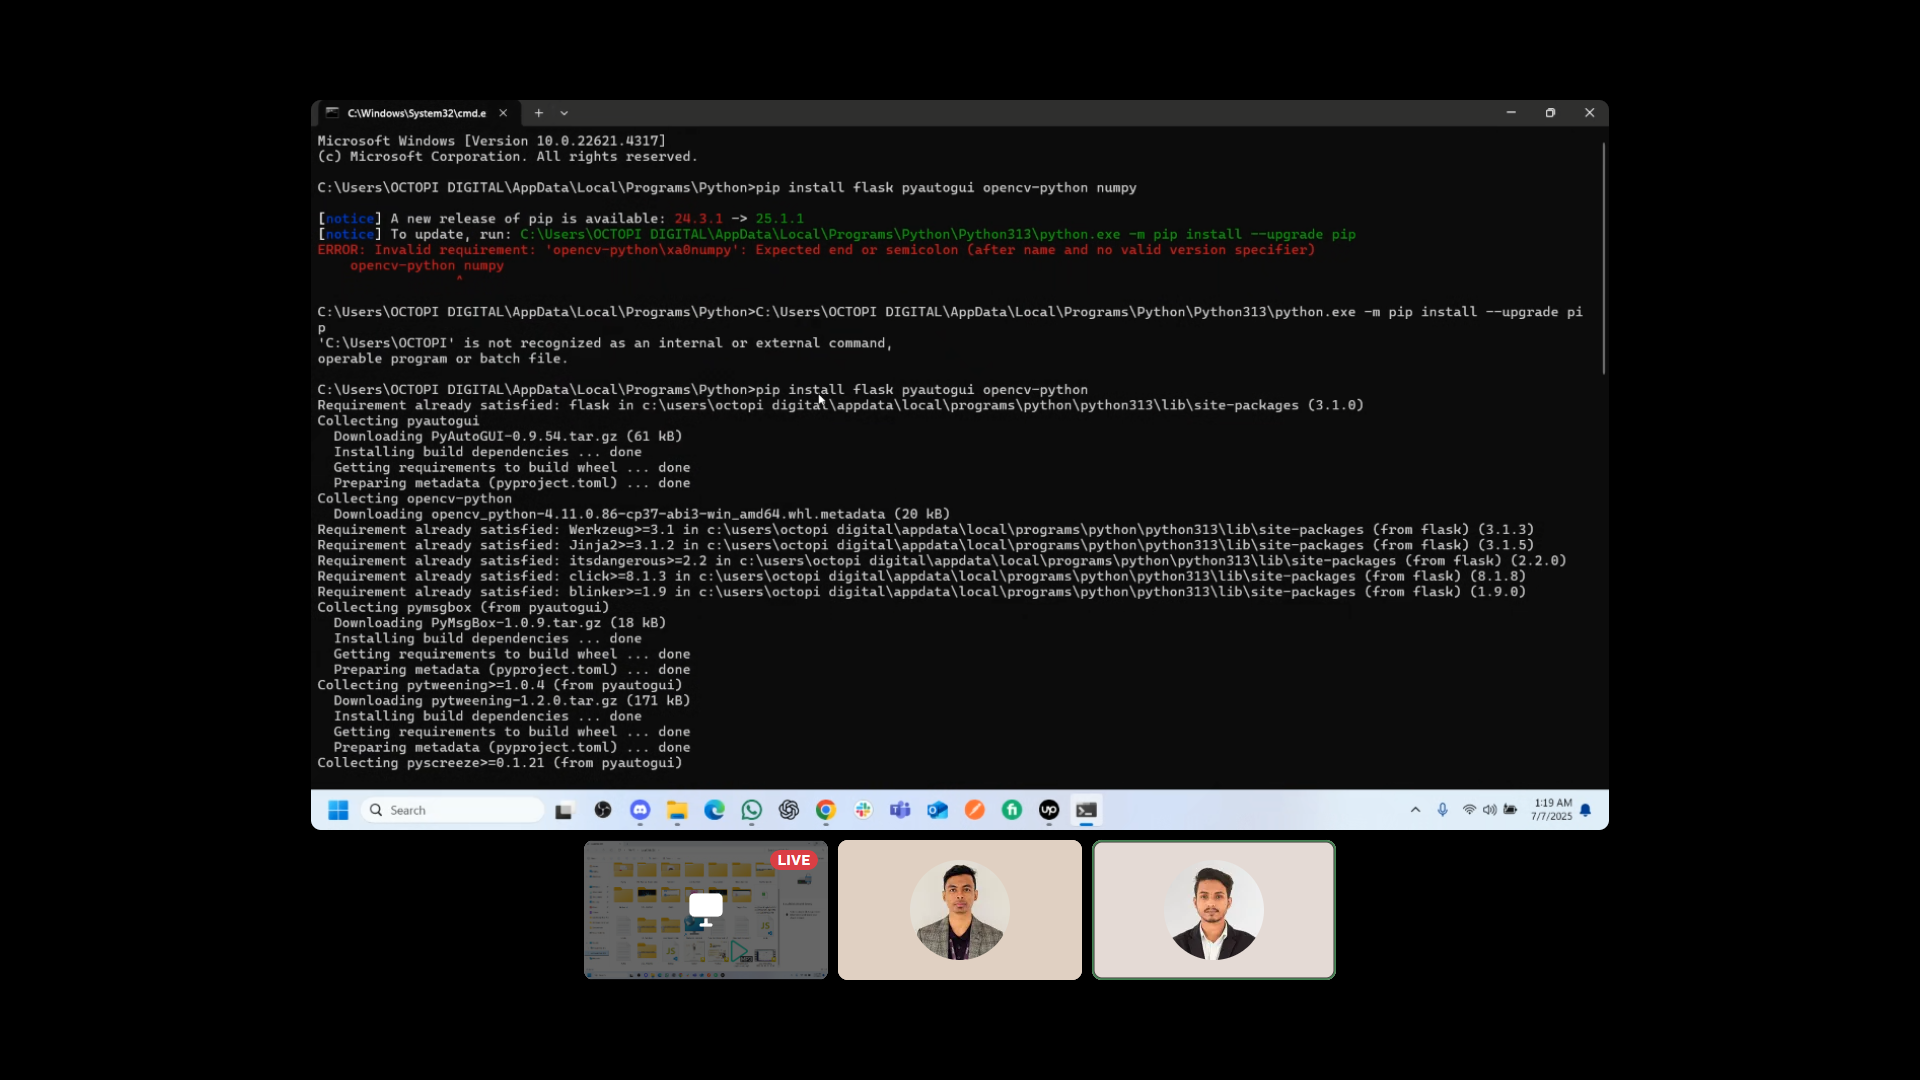 C:\Windows\System32\cmd.e
Microsoft Windows [Version 10.0.22621.4317]
(c) Microsoft Corporation. All rights reserved.
C:\Users\OCTOPI DIGITAL\AppData\Local\Programs\Python>pip install flask pyautogui opencv-python numpy
[notice] A new release of pip is available: 24.3.1 -> 25.1.1
[notice] To update, run: C:\Users\OCTOPI DIGITAL\AppData\Local\Programs\Python\Python313\python.exe -m pip install --upgrade pip
ERROR: Invalid requirement: 'opencv-python\xa0numpy': Expected end or semicolon (after name and no valid version specifier)
opencv-python numpy
^
C:\Users\OCTOPI DIGITAL\AppData\Local\Programs\Python>C:\Users\OCTOPI DIGITAL\AppData\Local\Programs\Python\Python313\python.exe -m pip install --upgrade pi
p
'C:\Users\OCTOPI' is not recognized as an internal or external command,
operable program or batch file.
C:\Users\OCTOPI DIGITAL\AppData\Local\Programs\Python>pip install flask pyautogui opencv-python
Requirement already satisfied: flask in c:\users\octopi digital\appdata\local\programs\python\python313\lib\site-packages (3.1.0)
Collecting pyautogui
Downloading PyAutoGUI-0.9.54.tar.gz (61 kB)
Installing build dependencies ... done
Getting requirements to build wheel ... done
Preparing metadata (pyproject.toml) ... done
Collecting opencv-python
Downloading opencv_python-4.11.0.86-cp37-abi3-win_amd64.whl.metadata (20 kB)
Requirement already satisfied: Werkzeug>=3.1 in c:\users\octopi digital\appdata\local\programs\python\python313\lib\site-packages (from flask) (3.1.3)
Requirement already satisfied: Jinja2>=3.1.2 in c:\users\octopi digital\appdata\local\programs\python\python313\lib\site-packages (from flask) (3.1.5)
Requirement already satisfied: itsdangerous>=2.2 in c:\users\octopi digital\appdata\local\programs\python\python313\lib\site-packages (from flask) (2.2.0)
Requirement already satisfied: click>=8.1.3 in c:\users\octopi digital\appdata\local\programs\python\python313\lib\site-packages (from flask) (8.1.8)
Requirement already satisfied: blinker>=1.9 in c:\users\octopi digital\appdata\local\programs\python\python313\lib\site-packages (from flask) (1.9.0)
Collecting pymsgbox (from pyautogui)
Downloading PyMsgBox-1.0.9.tar.gz (18 kB)
Installing build dependencies ... done
Getting requirements to build wheel ... done
Preparing metadata (pyproject.toml) ... done
Collecting pytweening>=1.0.4 (from pyautogui)
Downloading pytweening-1.2.0.tar.gz (171 kB)
Installing build dependencies ... done
Getting requirements to build wheel ... done
Preparing metadata (pyproject.toml) ... done
Collecting pyscreeze>=0.1.21 (from pyautogui)
Search
up
1:19 AM
7/7/2025
LIVE